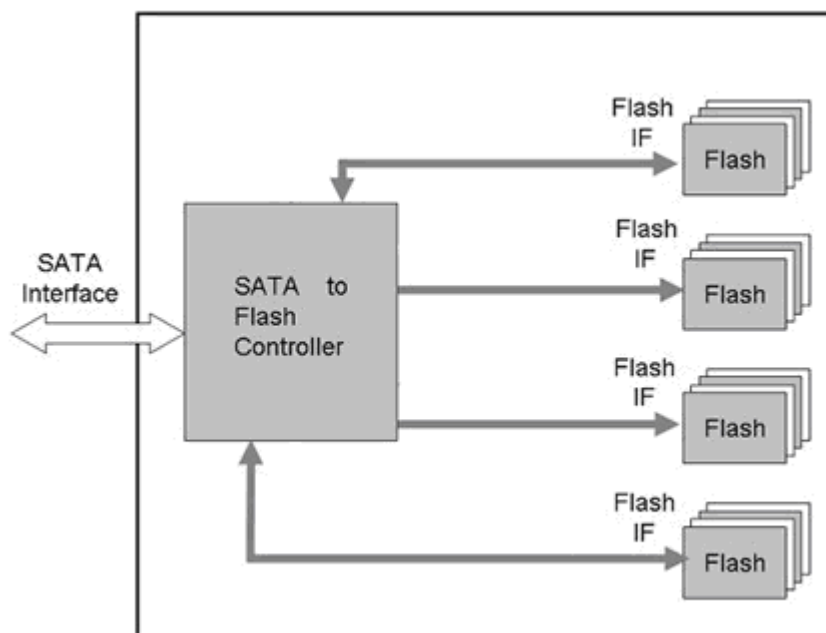 Flash
IF
Flash
SATA
Interface
SATA to
Flash
Controller
Flash
IF
Flash
Flash
IF
Flash
Flash
IF
Flash